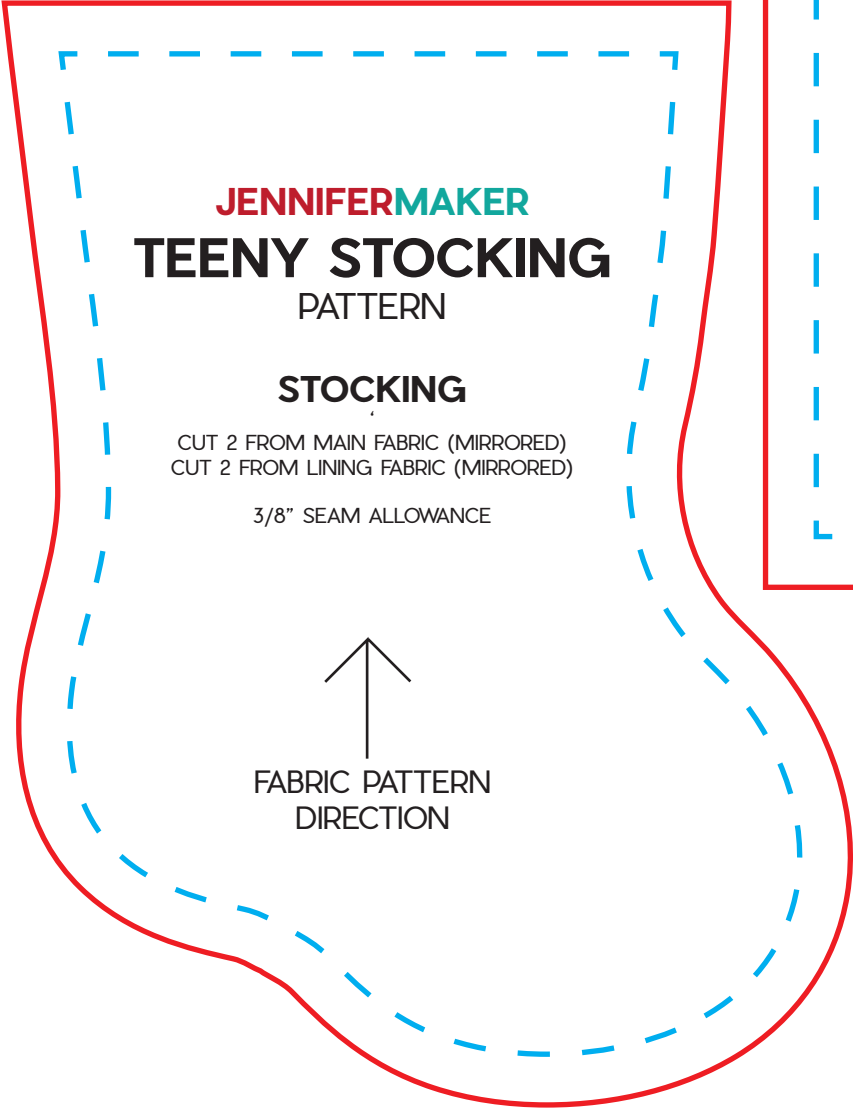 JENNIFERMAKER
TEENY STOCKING
PATTERN
STOCKING
CUT 2 FROM MAIN FABRIC (MIRRORED)
CUT 2 FROM LINING FABRIC (MIRRORED)
3/8” SEAM ALLOWANCE
FABRIC PATTERN
DIRECTION